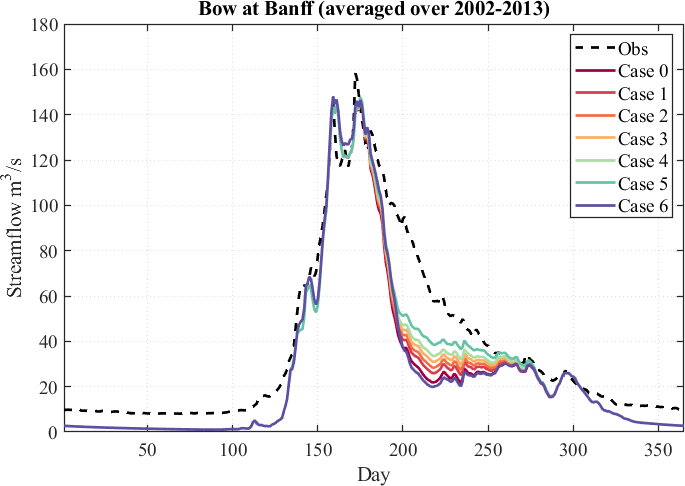 Bow at Banff (averaged over 2002-2013)
Streamflow m³/s
180
160
140
120
100
80
60
40
20
0
50
100
150
200
250
300
350
Day
Obs
Case 0
Case 1
Case 2
Case 3
Case 4
Case 5
Case 6